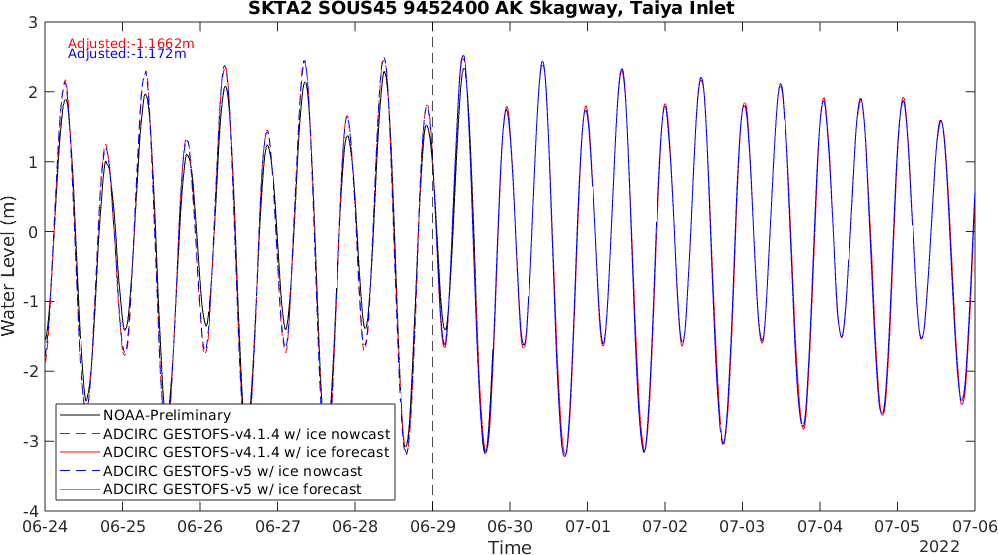 SKTA2 SOUS45 9452400 AK Skagway, Taiya Inlet
3
Adjusted:-1.1662m
Adjusted:-1.172m
2
1
0
-1
-2
-3
-4
Water Level (m)
NOAA-Preliminary
ADCIRC GESTOFS-v4.1.4 w/ ice nowcast
ADCIRC GESTOFS-v4.1.4 w/ ice forecast
ADCIRC GESTOFS-v5 w/ ice nowcast
ADCIRC GESTOFS-v5 w/ ice forecast
06-24 06-25 06-26 06-27 06-28 06-29 06-30 07-01 07-02 07-03 07-04 07-05 07-06
Time
2022